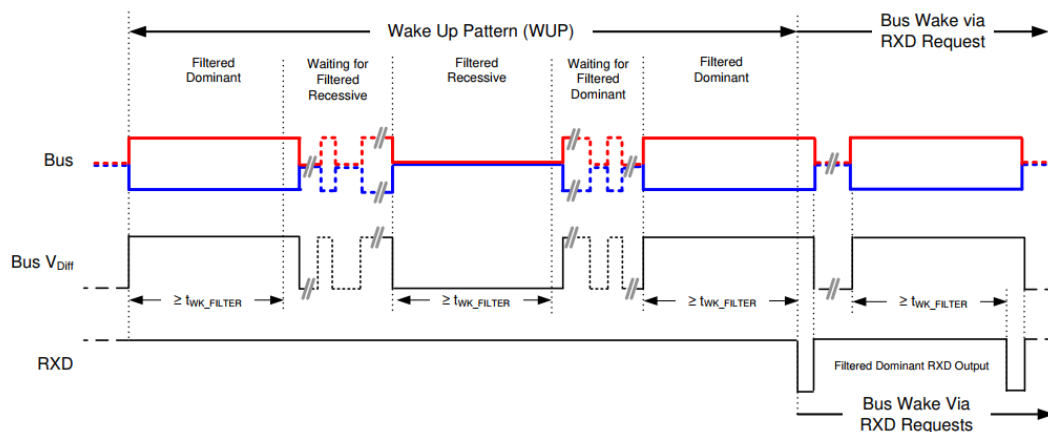 Wake Up Pattern (WUP)
Bus Wake via
RXD Request
Filtered
Dominant
Waiting for
Filtered
Recessive
Filtered
Recessive
Waiting for
Filtered
Dominant
Filtered
Dominant
Bus
Bus VDiff
≥ tWK_FILTER
≥ tWK_FILTER
≥ tWK_FILTER
≥ tWK_FILTER
RXD
Filtered Dominant RXD Output
Bus Wake Via
RXD Requests